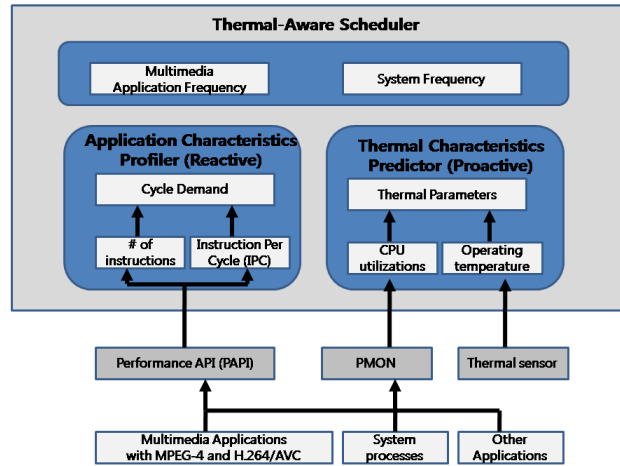 Thermal-Aware Scheduler
Multimedia
Application Frequency
System Frequency
Application Characteristics
Profiler (Reactive)
Cycle Demand
# of
instructions
Instruction Per
Cycle (IPC)
Thermal Characteristics
Predictor (Proactive)
Thermal Parameters
CPU
utilizations
Operating
temperature
Performance API (PAPI)
PMON
Thermal sensor
Multimedia Applications
with MPEG-4 and H.264/AVC
System
processes
Other
Applications